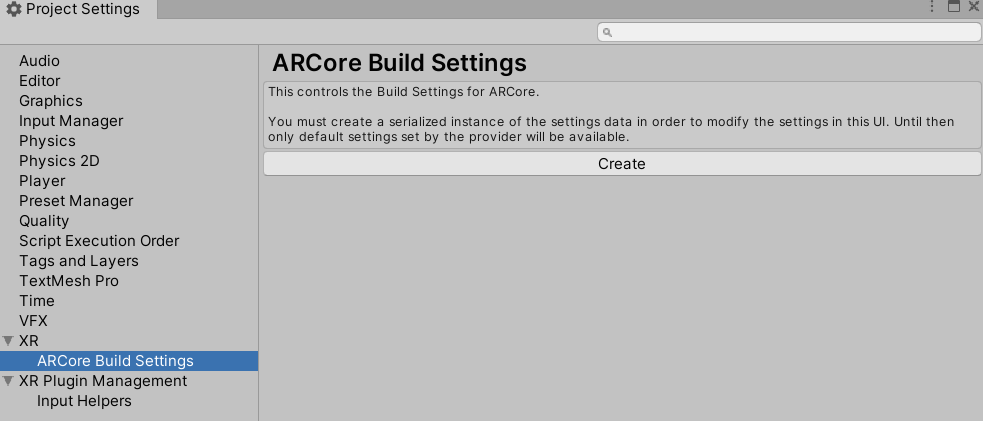 Project Settings
Audio
Editor
Graphics
Input Manager
Physics
Physics 2D
Player
Preset Manager
Quality
Script Execution Order
Tags and Layers
TextMesh Pro
Time
VFX
XR
ARCore Build Settings
XR Plugin Management
Input Helpers
ARCore Build Settings
This controls the Build Settings for ARCore.
You must create a serialized instance of the settings data in order to modify the settings in this UI. Until then
only default settings set by the provider will be available.
Create